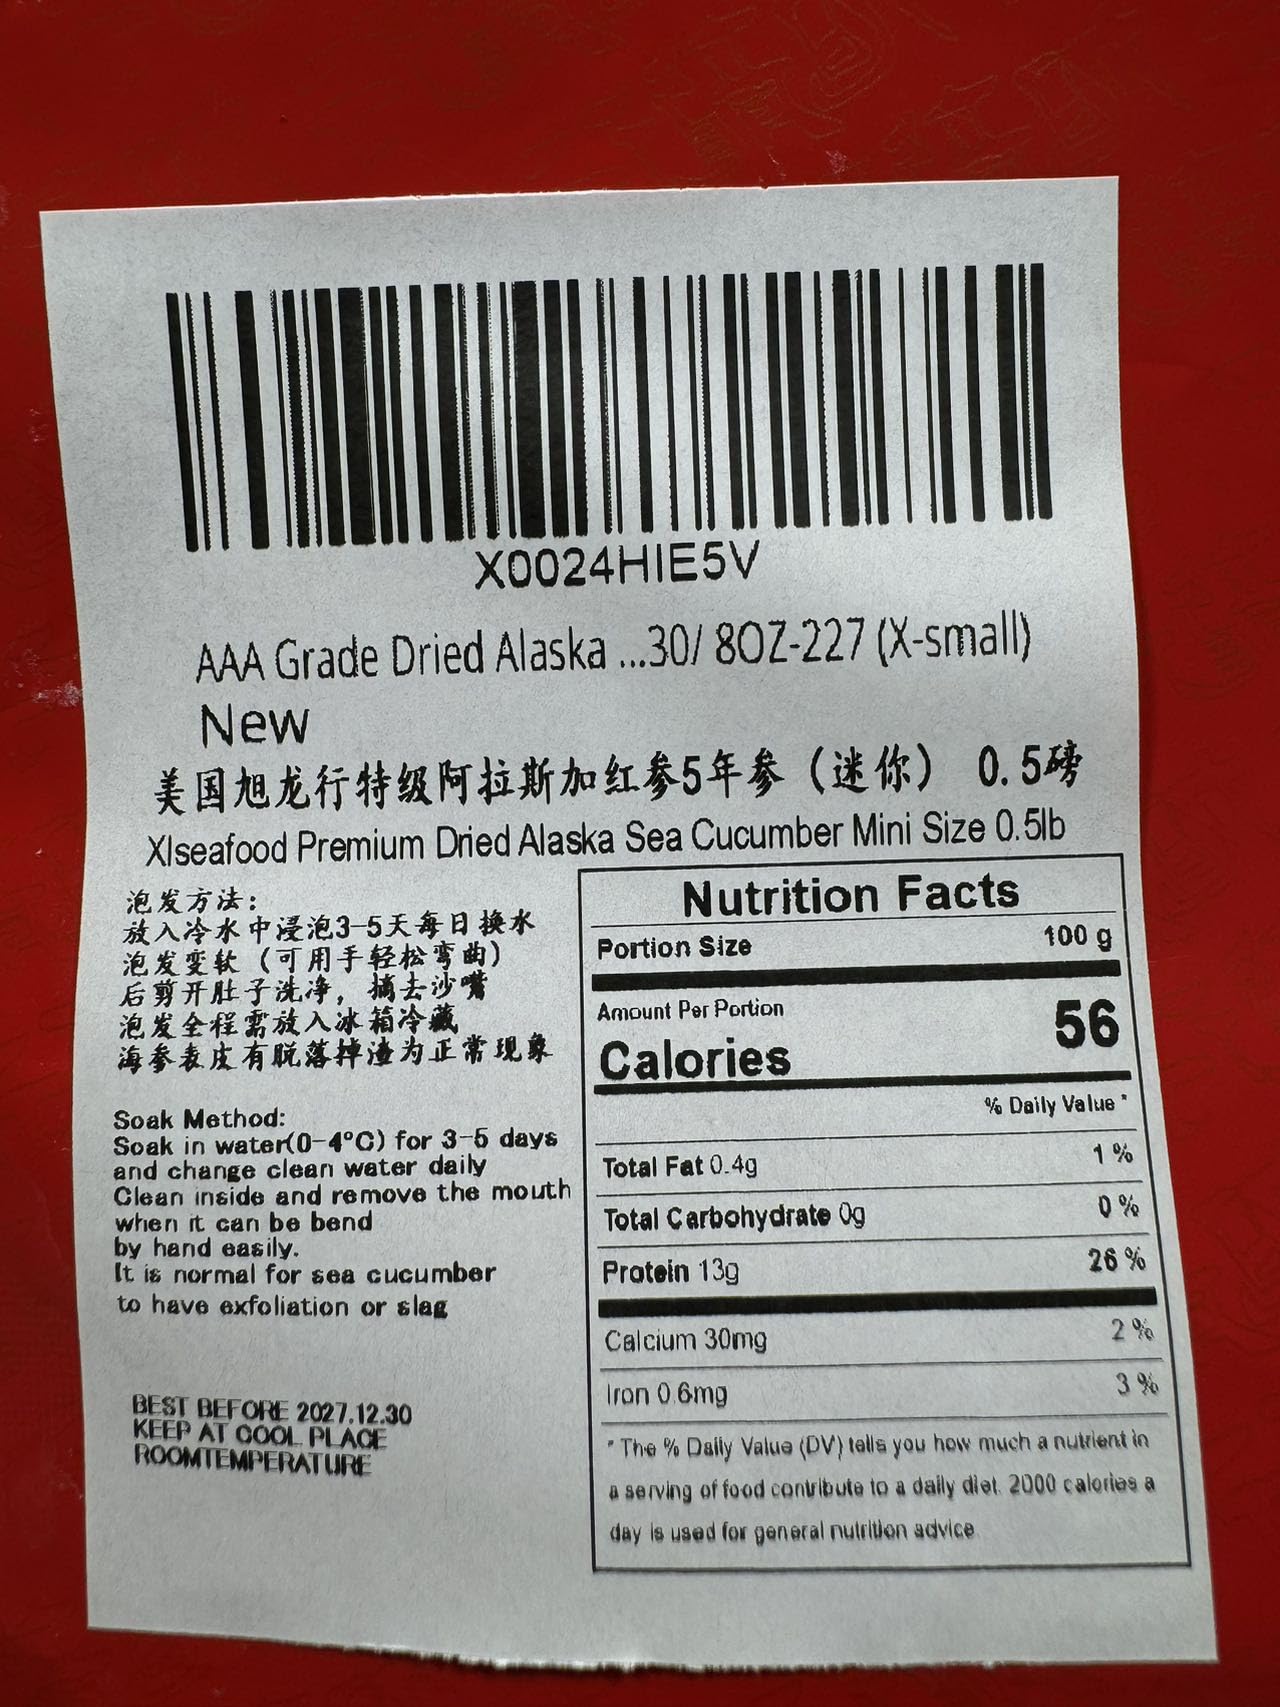 X0024HIE5V
AAA Grade Dried Alaska ...30/ 8OZ-227 (X-small)
New
美国旭龙行特级阿拉斯加红参5年参（迷你） 0.5磅
Xlseafood Premium Dried Alaska Sea Cucumber Mini Size 0.5lb
泡发方法：
放入冷水中浸泡3-5天每日换水
泡发变软（可用手轻松弯曲）
后剪开肚子洗净，摘去沙嘴
泡发全程需放入冰箱冷藏
海参表皮有脱落掉渣为正常现象
Soak Method:
Soak in water(0-4°C) for 3-5 days
and change clean water daily
Clean inside and remove the mouth
when it can be bend
by hand easily.
It is normal for sea cucumber
to have exfoliation or slag
BEST BEFORE 2027.12.30
KEEP AT COOL PLACE
ROOMTEMPERATURE
Nutrition Facts
Portion Size 100 g
Amount Per Portion
Calories 56
% Daily Value *
Total Fat 0.4g 1 %
Total Carbohydrate 0g 0 %
Protein 13g 26 %
Calcium 30mg 2 %
Iron 0.6mg 3 %
* The % Daily Value (DV) tells you how much a nutrient in
a serving of food contribute to a daily diet. 2000 calories a
day is used for general nutrition advice